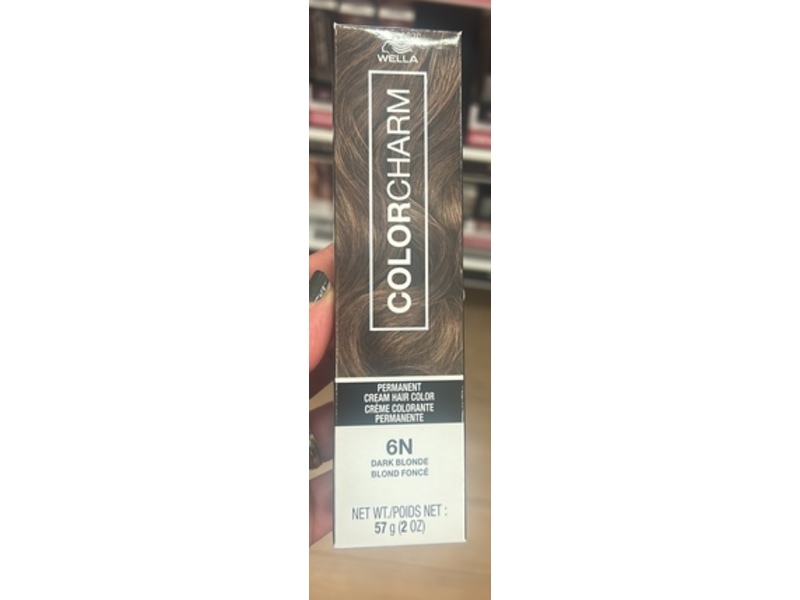 WELLA
COLORCHARM
PERMANENT
CREAM HAIR COLOR
CRÈME COLORANTE
PERMANENTE
6N
DARK BLONDE
BLOND FONCÉ
NET WT./POIDS NET :
57 g (2 OZ)